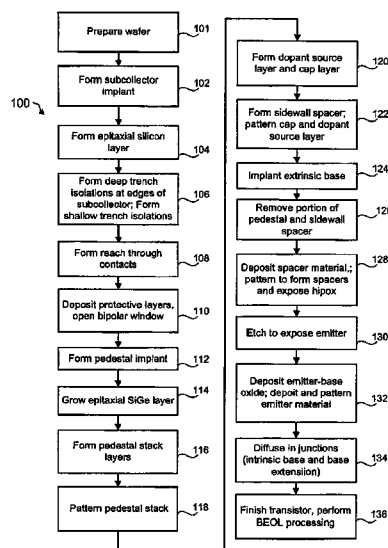 100
Prepare wafer
101
Form subcollector
implant
102
Form epitaxial silicon
layer
104
Form deep trench
isolations at edges of
subcollector; Form
shallow trench isolations
106
Form reach through
contacts
108
Deposit protective layers,
open bipolar window
110
Form pedestal implant
112
Grow epitaxial SiGe layer
114
Form pedestal stack
layers
116
Pattern pedestal stack
118
Form dopant source
layer and cap layer
120
Form sidewall spacer;
pattern cap and dopant
source layer
122
Implant extrinsic base
124
Remove portion of
pedestal and sidewall
spacer
126
Deposit spacer material,;
pattern to form spacers
and expose hipox
128
Etch to expose emitter
130
Deposit emitter-base
oxide; depoit and pattern
emitter material
132
Diffuse in junctions
(intrinsic base and base
extensiion)
134
Finish transistor, perform
BEOL processing
136